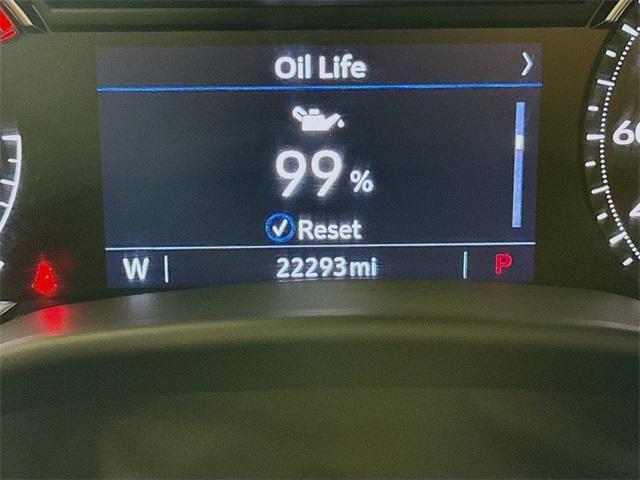 Oil Life
99 %
Reset
W 22293 mi P